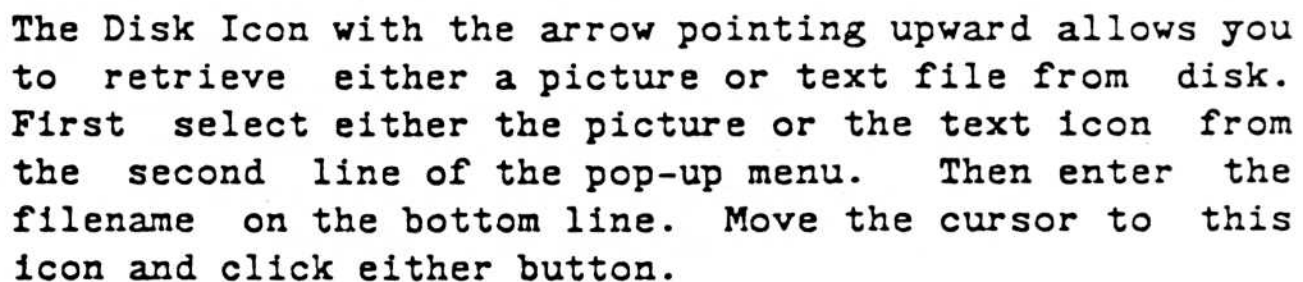 The Disk Icon with the arrow pointing upward allows you
to retrieve either a picture or text file from disk.
First select either the picture or the text icon from
the second line of the pop-up menu. Then enter the
filename on the bottom line. Move the cursor to this
icon and click either button.